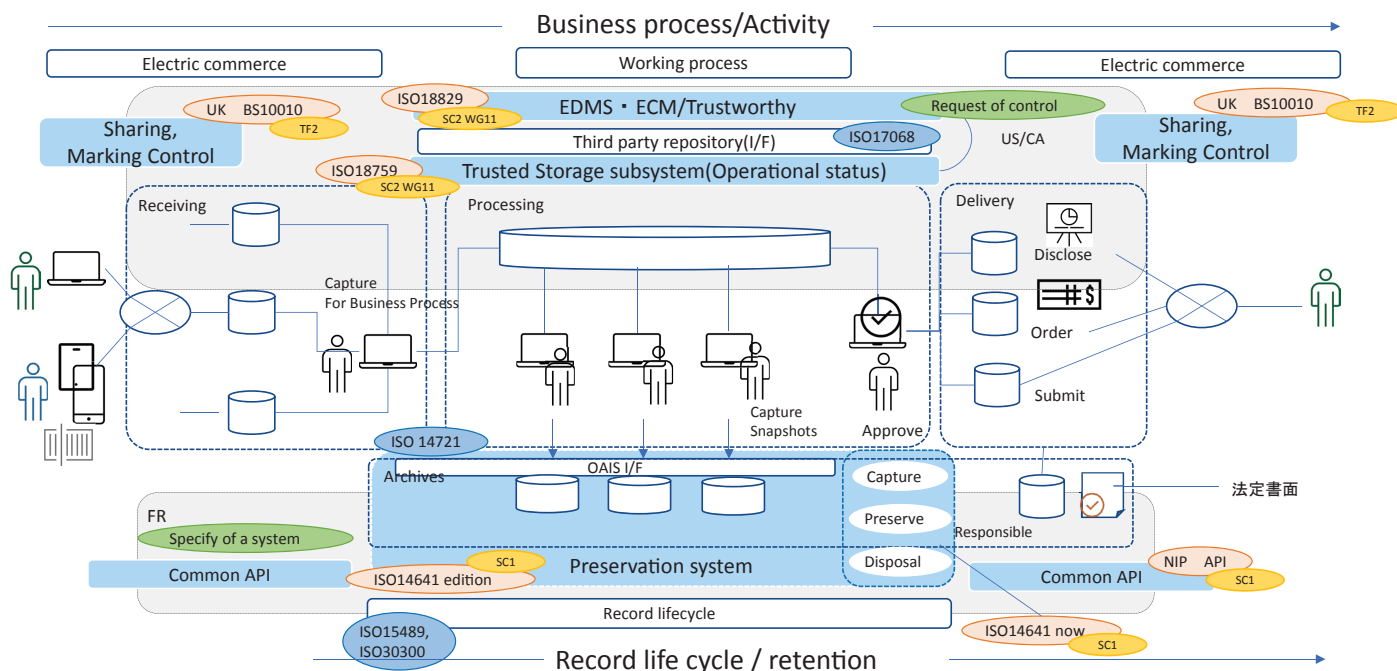 Business process/Activity
Electric commerce
Working process
Electric commerce
UK BS10010
TF2
ISO18829
SC2 WG11
EDMS・ECM/Trustworthy
Request of control
UK BS10010
TF2
Sharing,
Marking Control
Third party repository(I/F)
ISO17068
US/CA
Sharing,
Marking Control
ISO18759
SC2 WG11
Trusted Storage subsystem(Operational status)
Receiving
Processing
Delivery
Disclose
Capture
For Business Process
$
Order
Submit
Capture
Snapshots
Approve
ISO 14721
OAIS I/F
Archives
Capture
法定書面
FR
Preserve
Responsible
Specify of a system
SC1
Common API
ISO14641 edition
Preservation system
Disposal
Common API
NIP API
SC1
Record lifecycle
ISO15489,
ISO30300
ISO14641 now
SC1
Record life cycle / retention